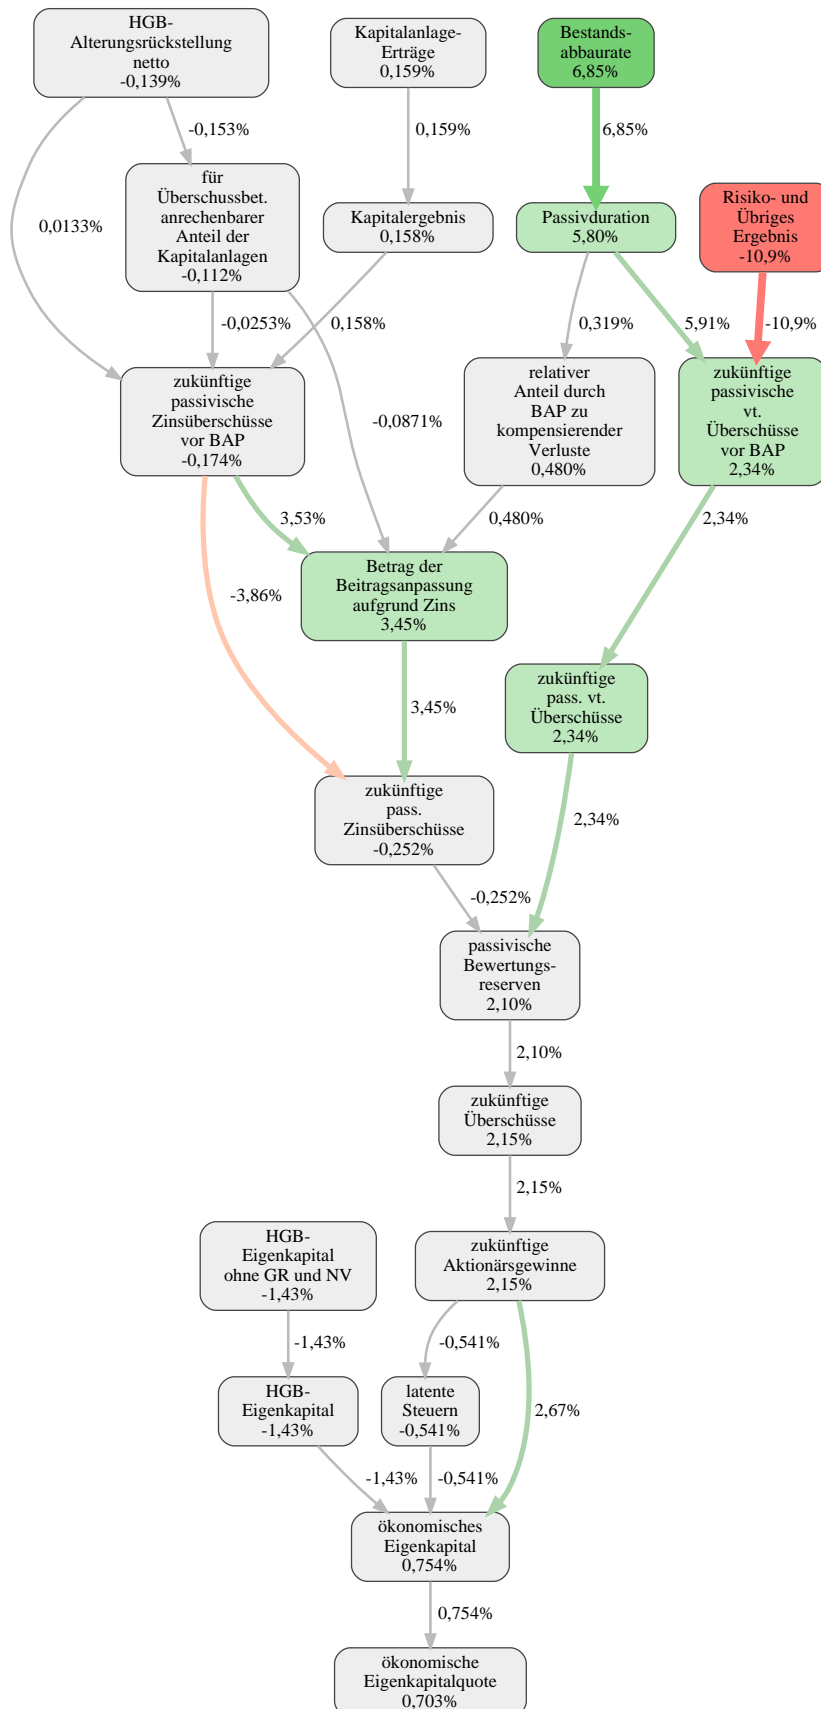 HGB-
Alterungsrückstellung
netto
-0,139%
Kapitalanlage-
Erträge
0,159%
Bestands-
abbaurate
6,85%
-0,153%
0,159%
6,85%
für
Überschussbet.
anrechenbarer
Anteil der
Kapitalanlagen
-0,112%
0,0133%
Kapitalergebnis
0,158%
Passivduration
5,80%
Risiko- und
Übriges
Ergebnis
-10,9%
-0,0253%
0,158%
0,319%
5,91%
-10,9%
zukünftige
passivische
Zinsüberschüsse
vor BAP
-0,174%
-0,0871%
relativer
Anteil durch
BAP zu
kompensierender
Verluste
0,480%
zukünftige
passivische
vt.
Überschüsse
vor BAP
2,34%
3,53%
0,480%
2,34%
-3,86%
Betrag der
Beitragsanpassung
aufgrund Zins
3,45%
3,45%
zukünftige
pass. vt.
Überschüsse
2,34%
zukünftige
pass.
Zinsüberschüsse
-0,252%
2,34%
-0,252%
passivische
Bewertungs-
reserven
2,10%
2,10%
zukünftige
Überschüsse
2,15%
2,15%
HGB-
Eigenkapital
ohne GR und NV
-1,43%
zukünftige
Aktionärsgewinne
2,15%
-1,43%
-0,541%
2,67%
HGB-
Eigenkapital
-1,43%
latente
Steuern
-0,541%
-1,43%
-0,541%
ökonomisches
Eigenkapital
0,754%
0,754%
ökonomische
Eigenkapitalquote
0,703%